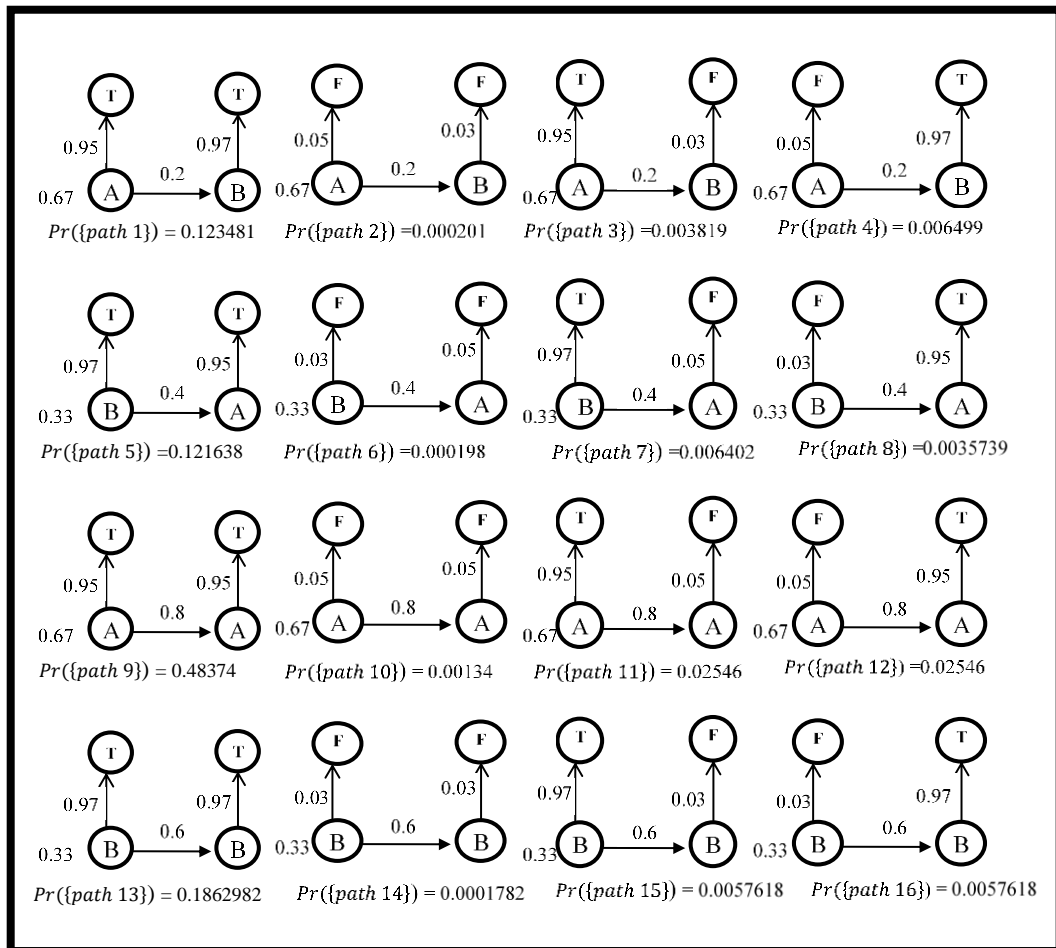 T T F F T F F T
0.95 0.97 0.05 0.03 0.95 0.03 0.05 0.97
0.67 A 0.2 B 0.67 A 0.2 B 0.67 A 0.2 B 0.67 A 0.2 B
Pr({path 1}) = 0.123481 Pr({path 2}) =0.000201 Pr({path 3}) =0.003819 Pr({path 4}) = 0.006499
T T F F T F F T
0.97 0.95 0.03 0.05 0.97 0.05 0.03 0.95
0.33 B 0.4 A 0.33 B 0.4 A 0.33 B 0.4 A 0.33 B 0.4 A
Pr({path 5}) =0.121638 Pr({path 6}) =0.000198 Pr({path 7}) =0.006402 Pr({path 8}) =0.0035739
T T F F T F F T
0.95 0.95 0.05 0.05 0.95 0.05 0.05 0.95
0.67 A 0.8 A 0.67 A 0.8 A 0.67 A 0.8 A 0.67 A 0.8 A
Pr({path 9}) = 0.48374 Pr({path 10}) = 0.00134 Pr({path 11}) = 0.02546 Pr({path 12}) =0.02546
T T F F T F F T
0.97 0.97 0.03 0.03 0.97 0.03 0.03 0.97
0.33 B 0.6 B 0.33 B 0.6 B 0.33 B 0.6 B 0.33 B 0.6 B
Pr({path 13}) = 0.1862982 Pr({path 14}) = 0.0001782 Pr({path 15}) = 0.0057618 Pr({path 16}) = 0.0057618